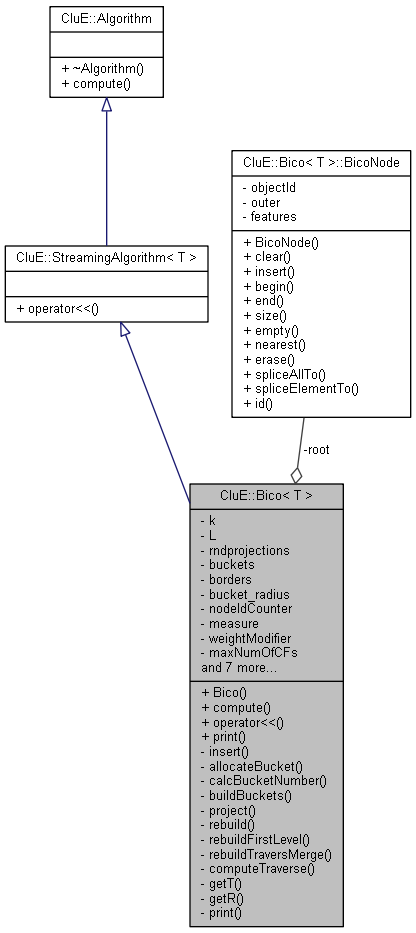 CluE::Algorithm
+ ~Algorithm()
+ compute()
CluE::StreamingAlgorithm< T >
+ operator<<()
CluE::Bico< T >::BicoNode
- objectId
- outer
- features
+ BicoNode()
+ clear()
+ insert()
+ begin()
+ end()
+ size()
+ empty()
+ nearest()
+ erase()
+ spliceAllTo()
+ spliceElementTo()
+ id()
-root
CluE::Bico< T >
- k
- L
- rndprojections
- buckets
- borders
- bucket_radius
- nodeIdCounter
- measure
- weightModifier
- maxNumOfCFs
and 7 more...
+ Bico()
+ compute()
+ operator<<()
+ print()
- insert()
- allocateBucket()
- calcBucketNumber()
- buildBuckets()
- project()
- rebuild()
- rebuildFirstLevel()
- rebuildTraversMerge()
- computeTraverse()
- getT()
- getR()
- print()